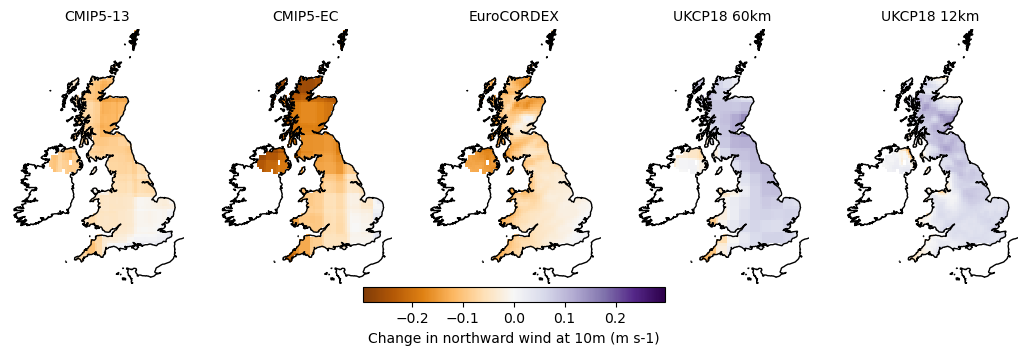 CMIP5-13 CMIP5-EC EuroCORDEX UKCP18 60km UKCP18 12km
−0.2 −0.1 0.0 0.1 0.2
Change in northward wind at 10m (m s-1)